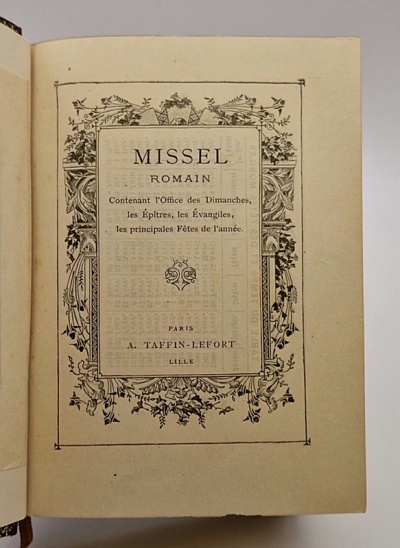 MISSEL
ROMAIN
Contenant l'Office des Dimanches,
les Épîtres, les Évangiles,
les principales Fêtes de l'année.
PARIS
A. TAFFIN-LEFORT
LILLE